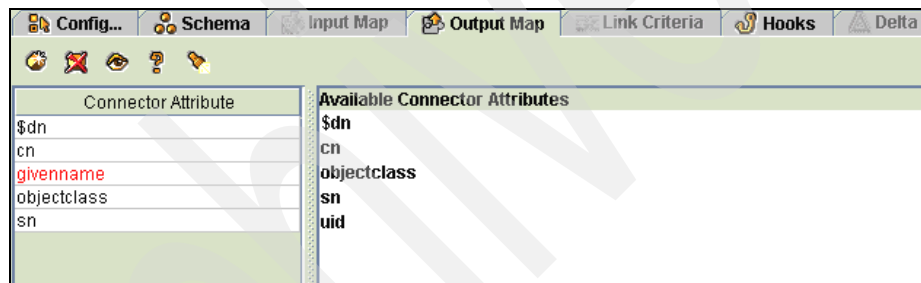 Config... Schema Input Map Output Map Link Criteria Hooks Delta
Connector Attribute
$dn
cn
givenname
objectclass
sn
Available Connector Attributes
$dn
cn
objectclass
sn
uid